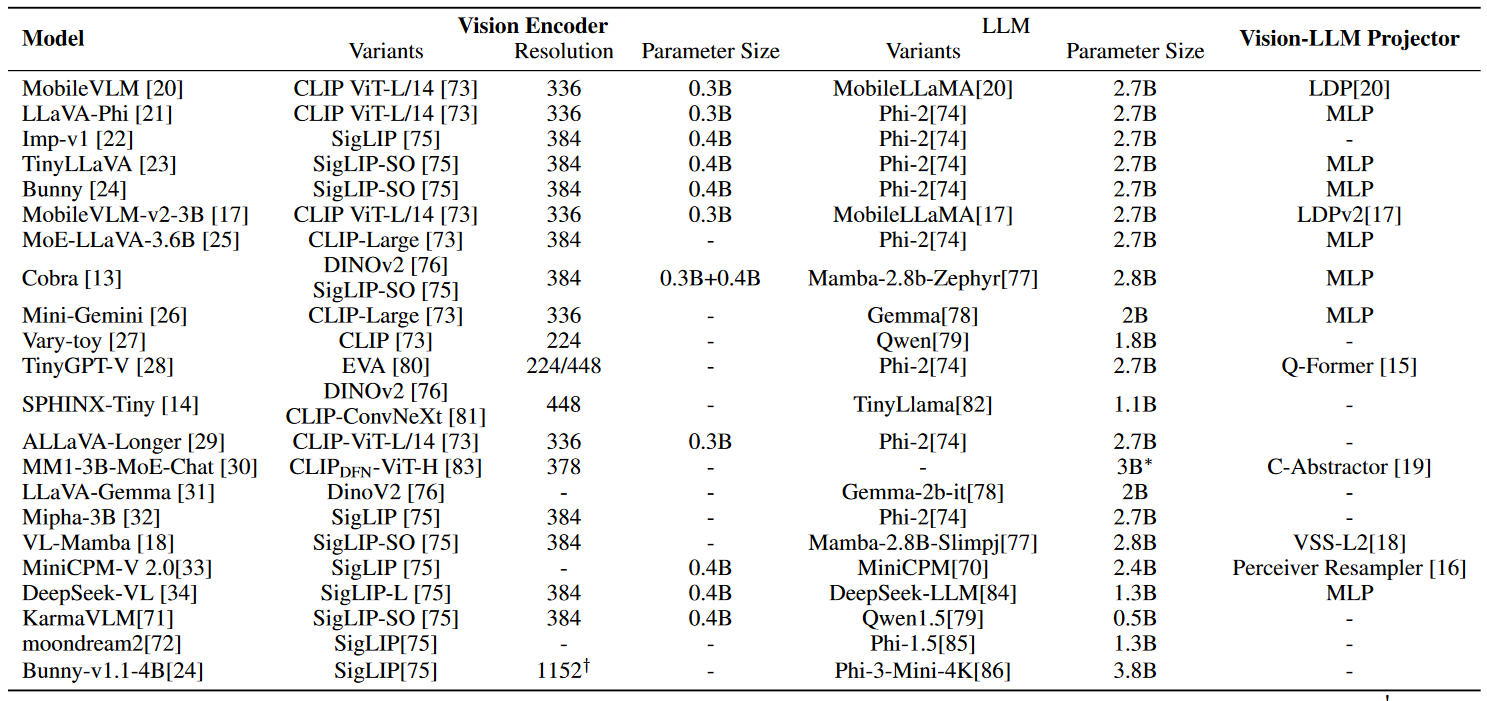 Model Vision Encoder LLM Vision-LLM Projector
Variants Resolution Parameter Size Variants Parameter Size
MobileVLM [20] CLIP ViT-L/14 [73] 336 0.3B MobileLLaMA[20] 2.7B LDP[20]
LLaVA-Phi [21] CLIP ViT-L/14 [73] 336 0.3B Phi-2[74] 2.7B MLP
Imp-v1 [22] SigLIP [75] 384 0.4B Phi-2[74] 2.7B -
TinyLLaVA [23] SigLIP-SO [75] 384 0.4B Phi-2[74] 2.7B MLP
Bunny [24] SigLIP-SO [75] 384 0.4B Phi-2[74] 2.7B MLP
MobileVLM-v2-3B [17] CLIP ViT-L/14 [73] 336 0.3B MobileLLaMA[17] 2.7B LDPv2[17]
MoE-LLaVA-3.6B [25] CLIP-Large [73] 384 - Phi-2[74] 2.7B MLP
Cobra [13] DINOv2 [76] SigLIP-SO [75] 384 0.3B+0.4B Mamba-2.8b-Zephyr[77] 2.8B MLP
Mini-Gemini [26] CLIP-Large [73] 336 - Gemma[78] 2B MLP
Vary-toy [27] CLIP [73] 224 - Qwen[79] 1.8B -
TinyGPT-V [28] EVA [80] 224/448 - Phi-2[74] 2.7B Q-Former [15]
SPHINX-Tiny [14] DINOv2 [76] CLIP-ConvNeXt [81] 448 - TinyLlama[82] 1.1B -
ALLaVA-Longer [29] CLIP-ViT-L/14 [73] 336 0.3B Phi-2[74] 2.7B -
MM1-3B-MoE-Chat [30] CLIP_DFN-ViT-H [83] 378 - - 3B* C-Abstractor [19]
LLaVA-Gemma [31] DinoV2 [76] - - Gemma-2b-it[78] 2B -
Mipha-3B [32] SigLIP [75] 384 - Phi-2[74] 2.7B -
VL-Mamba [18] SigLIP-SO [75] 384 - Mamba-2.8B-Slimpj[77] 2.8B VSS-L2[18]
MiniCPM-V 2.0[33] SigLIP [75] - 0.4B MiniCPM[70] 2.4B Perceiver Resampler [16]
DeepSeek-VL [34] SigLIP-L [75] 384 0.4B DeepSeek-LLM[84] 1.3B MLP
KarmaVLM[71] SigLIP-SO [75] 384 0.4B Qwen1.5[79] 0.5B -
moondream2[72] SigLIP[75] - - Phi-1.5[85] 1.3B -
Bunny-v1.1-4B[24] SigLIP[75] 1152† - Phi-3-Mini-4K[86] 3.8B -